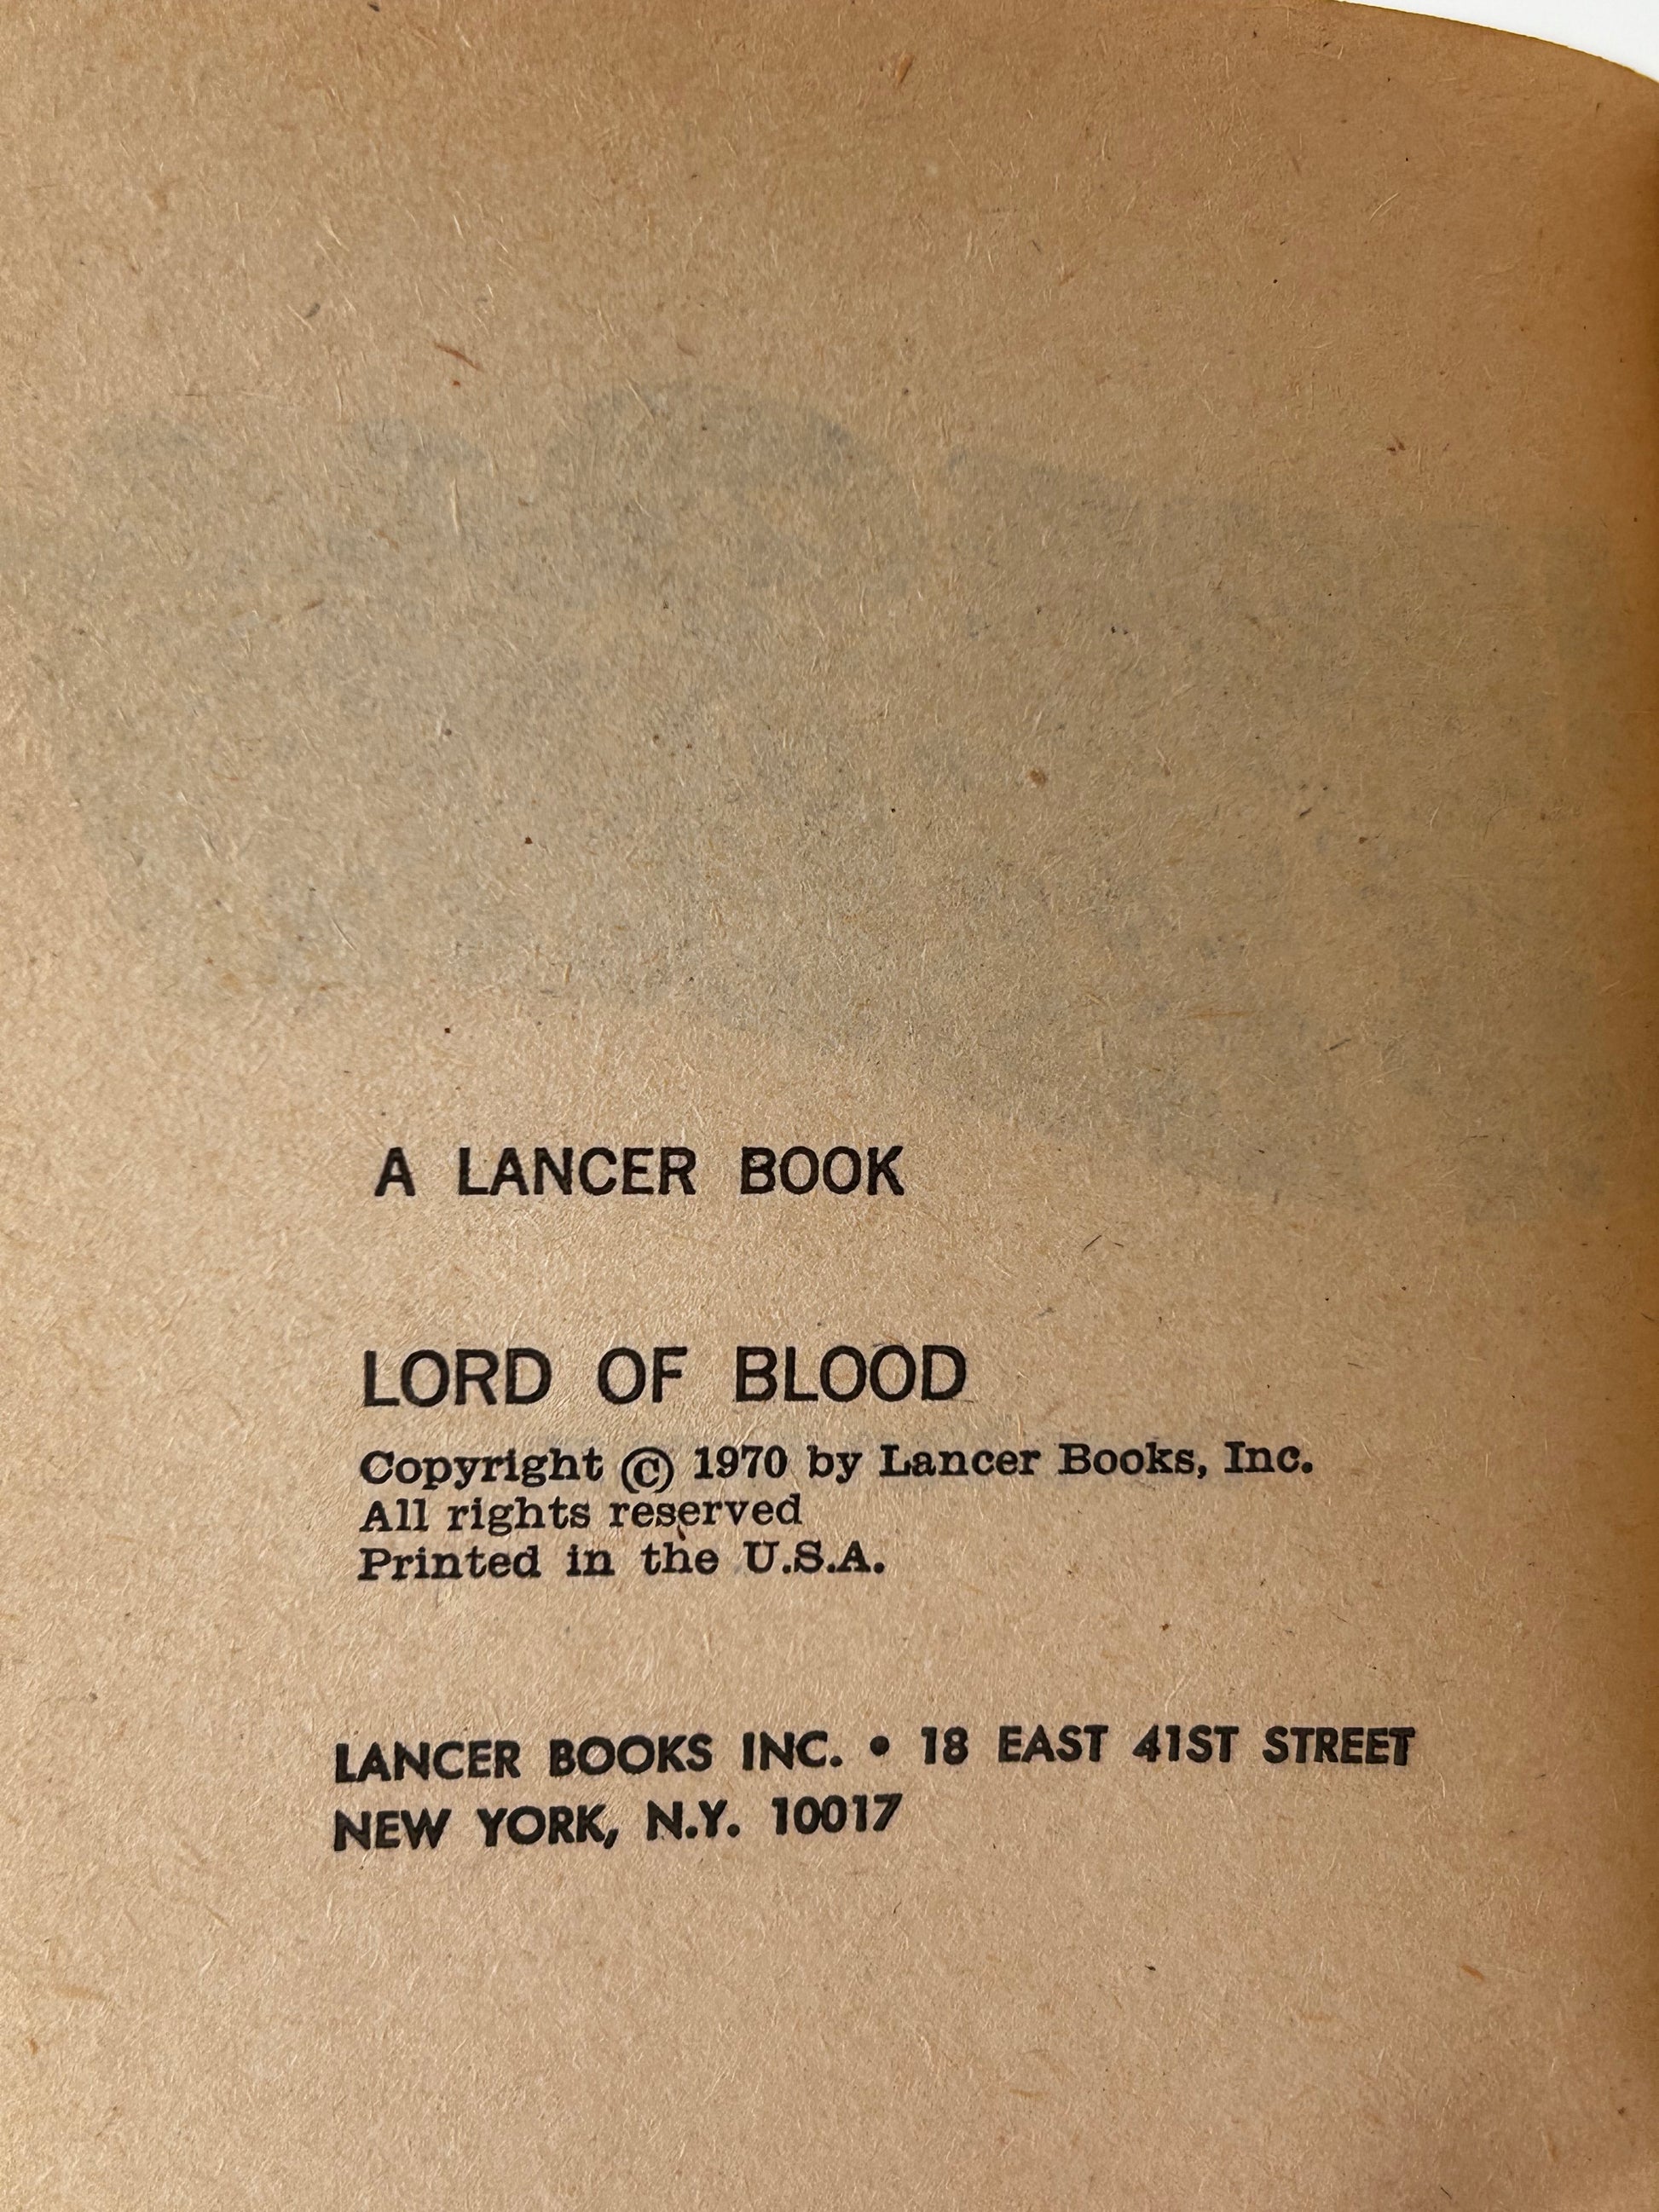 A LANCER BOOK
LORD OF BLOOD
Copyright © 1970 by Lancer Books, Inc.
All rights reserved
Printed in the U.S.A.
LANCER BOOKS INC. • 18 EAST 41ST STREET
NEW YORK, N.Y. 10017